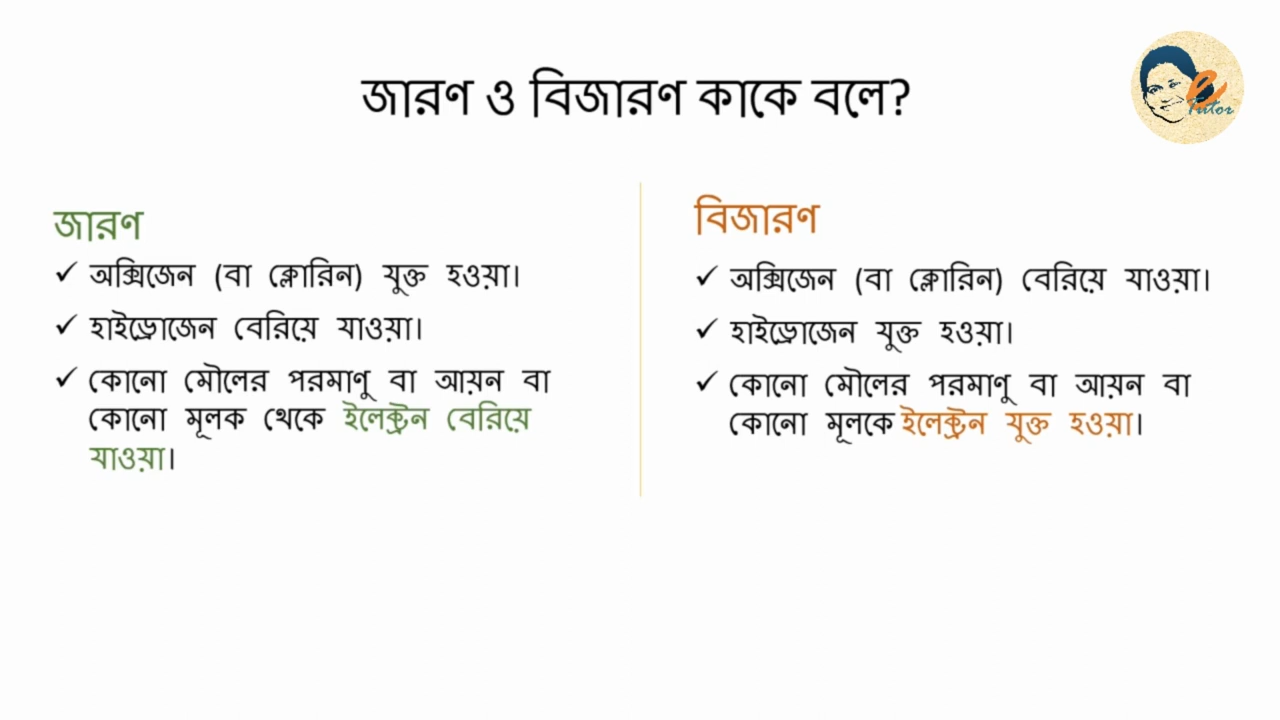 জারণ ও বিজারণ কাকে বলে?
e
Tutor
জারণ
✓ অক্সিজেন (বা ক্লোরিন) যুক্ত হওয়া।
✓ হাইড্রোজেন বেরিয়ে যাওয়া।
✓ কোনো মৌলের পরমাণু বা আয়ন বা
কোনো মূলক থেকে ইলেক্ট্রন বেরিয়ে
যাওয়া।
বিজারণ
✓ অক্সিজেন (বা ক্লোরিন) বেরিয়ে যাওয়া।
✓ হাইড্রোজেন যুক্ত হওয়া।
✓ কোনো মৌলের পরমাণু বা আয়ন বা
কোনো মূলকে ইলেক্ট্রন যুক্ত হওয়া।